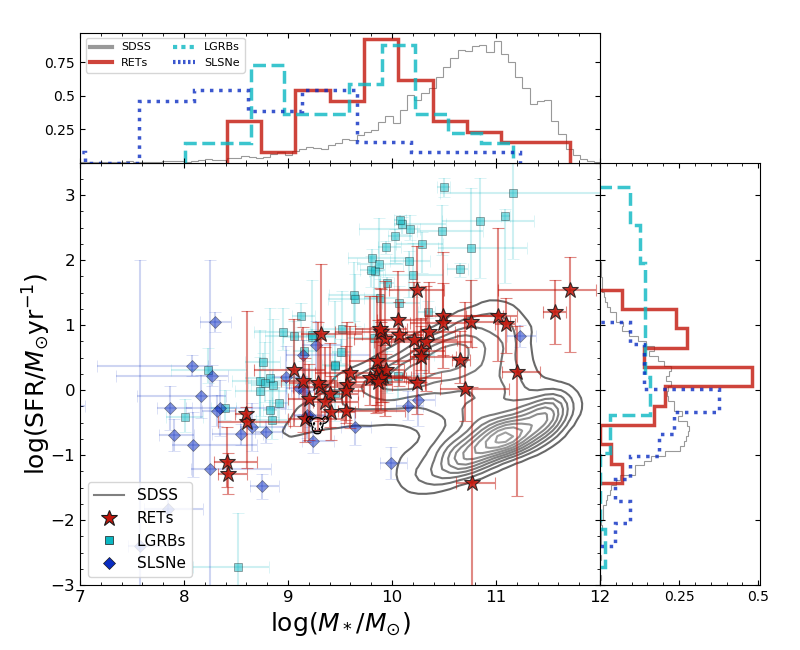 SDSS LGRBs
RETs SLSNe
0.75
0.5
0.25
3
2
1
0
−1
−2
−3
log(SFR/M⊙yr⁻¹)
SDSS
RETs
LGRBs
SLSNe
7 8 9 10 11 12 0.25 0.5
log(M∗/M⊙)